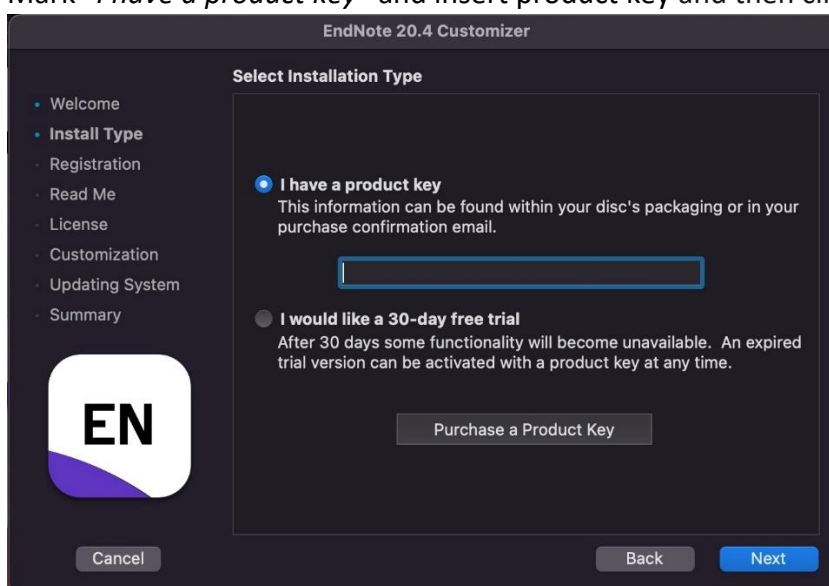 Mark "I have a product key" and insert product key and then cli
EndNote 20.4 Customizer
Select Installation Type
• Welcome
• Install Type
· Registration
· Read Me
· License
· Customization
· Updating System
· Summary
I have a product key
This information can be found within your disc's packaging or in your
purchase confirmation email.
I would like a 30-day free trial
After 30 days some functionality will become unavailable. An expired
trial version can be activated with a product key at any time.
Purchase a Product Key
EN
Cancel
Back
Next